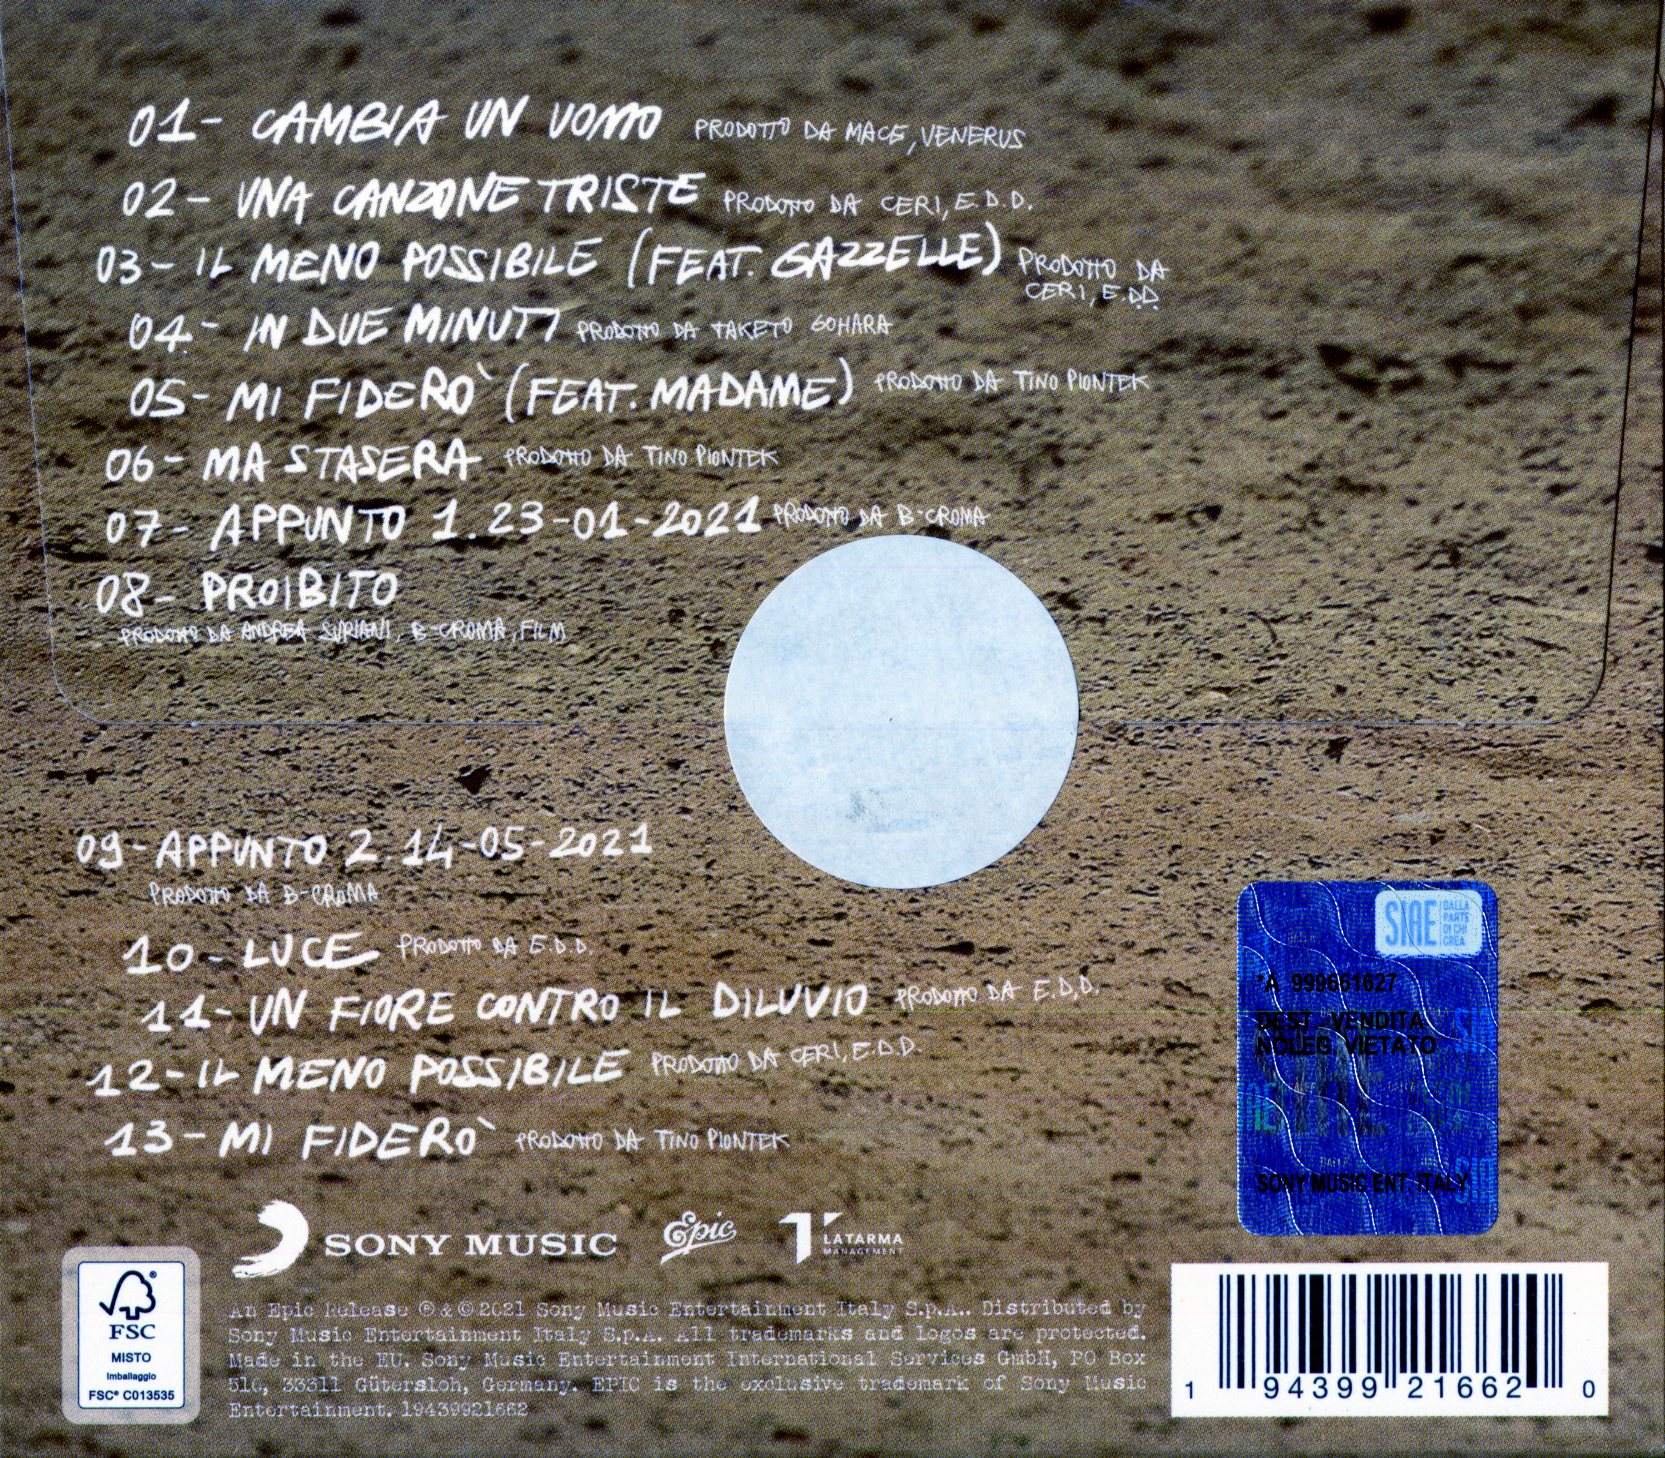 01- CAMBIA UN UOMO PRODOTTO DA MACE, VENERUS
02- UNA CANZONE TRISTE PRODOTTO DA CERI, E.D.D.
03- IL MENO POSSIBILE (FEAT. GAZZELLE) PRODOTTO DA
CERI, E.D.D.
04- IN DUE MINUTI PRODOTTO DA TAKETO GOHARA
05- MI FIDERO` (FEAT. MADAME) PRODOTTO DA TINO PIONTEK
06- MA STASERA PRODOTTO DA TINO PIONTEK
07- APPUNTO 1. 23-01-2021 PRODOTTO DA B-CROMA
08- PROIBITO
PRODOTTO DA ANDREA SURIANI, B-CROMA, FILM
09- APPUNTO 2. 14-05-2021
PRODOTTO DA B-CROMA
10- LUCE PRODOTTO DA E.D.D.
11- UN FIORE CONTRO IL DILUVIO PRODOTTO DA E.D.D.
12- IL MENO POSSIBILE PRODOTTO DA CERI, E.D.D.
13- MI FIDERO` PRODOTTO DA TINO PIONTEK
SIAE DALLA
PARTE
DI CHI
CREA
*A 999661627
DEST. VENDITA
NOLEG. VIETATO
SONY MUSIC ENT. ITALY
SONY MUSIC Epic LATARMA
MANAGEMENT
FSC
MISTO
Imballaggio
FSC® C013535
An Epic Release ℗ & © 2021 Sony Music Entertainment Italy S.p.A.. Distributed by
Sony Music Entertainment Italy S.p.A. All trademarks and logos are protected.
Made in the EU. Sony Music Entertainment International Services GmbH, PO Box
510, 33311 Gütersloh, Germany. EPIC is the exclusive trademark of Sony Music
Entertainment. 19439921662
1 94399 21662 0